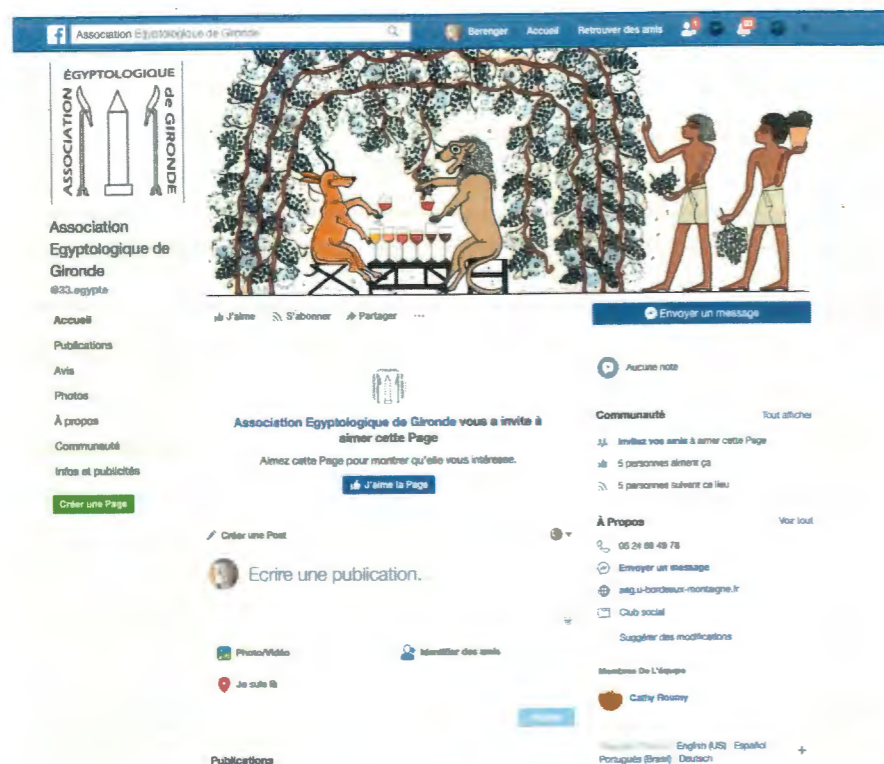 Association Egyptologique de Gironde
Berenger Accueil Retrouver des amis
ÉGYPTOLOGIQUE
ASSOCIATION
de GIRONDE
Association
Egyptologique de
Gironde
@33.egypte
Accueil
Publications
Avis
Photos
À propos
Communauté
Infos et publicités
Créer une Page
J'aime S'abonner Partager ...
Envoyer un message
Association Egyptologique de Gironde vous a invité à
aimer cette Page
Aimez cette Page pour montrer qu'elle vous intéresse.
J'aime la Page
Créer une Post
Ecrire une publication.
Photo/Vidéo
Identifier des amis
Je suis là
Publications
Aucune note
Communauté Tout afficher
Invitez vos amis à aimer cette Page
5 personnes aiment ça
5 personnes suivent ce lieu
À Propos Voir tout
Envoyer un message
aeg.u-bordeaux-montaigne.fr
Club social
Suggérer des modifications
Membres De L'équipe
Cathy
English (US) Español
Português (Brasil) Deutsch